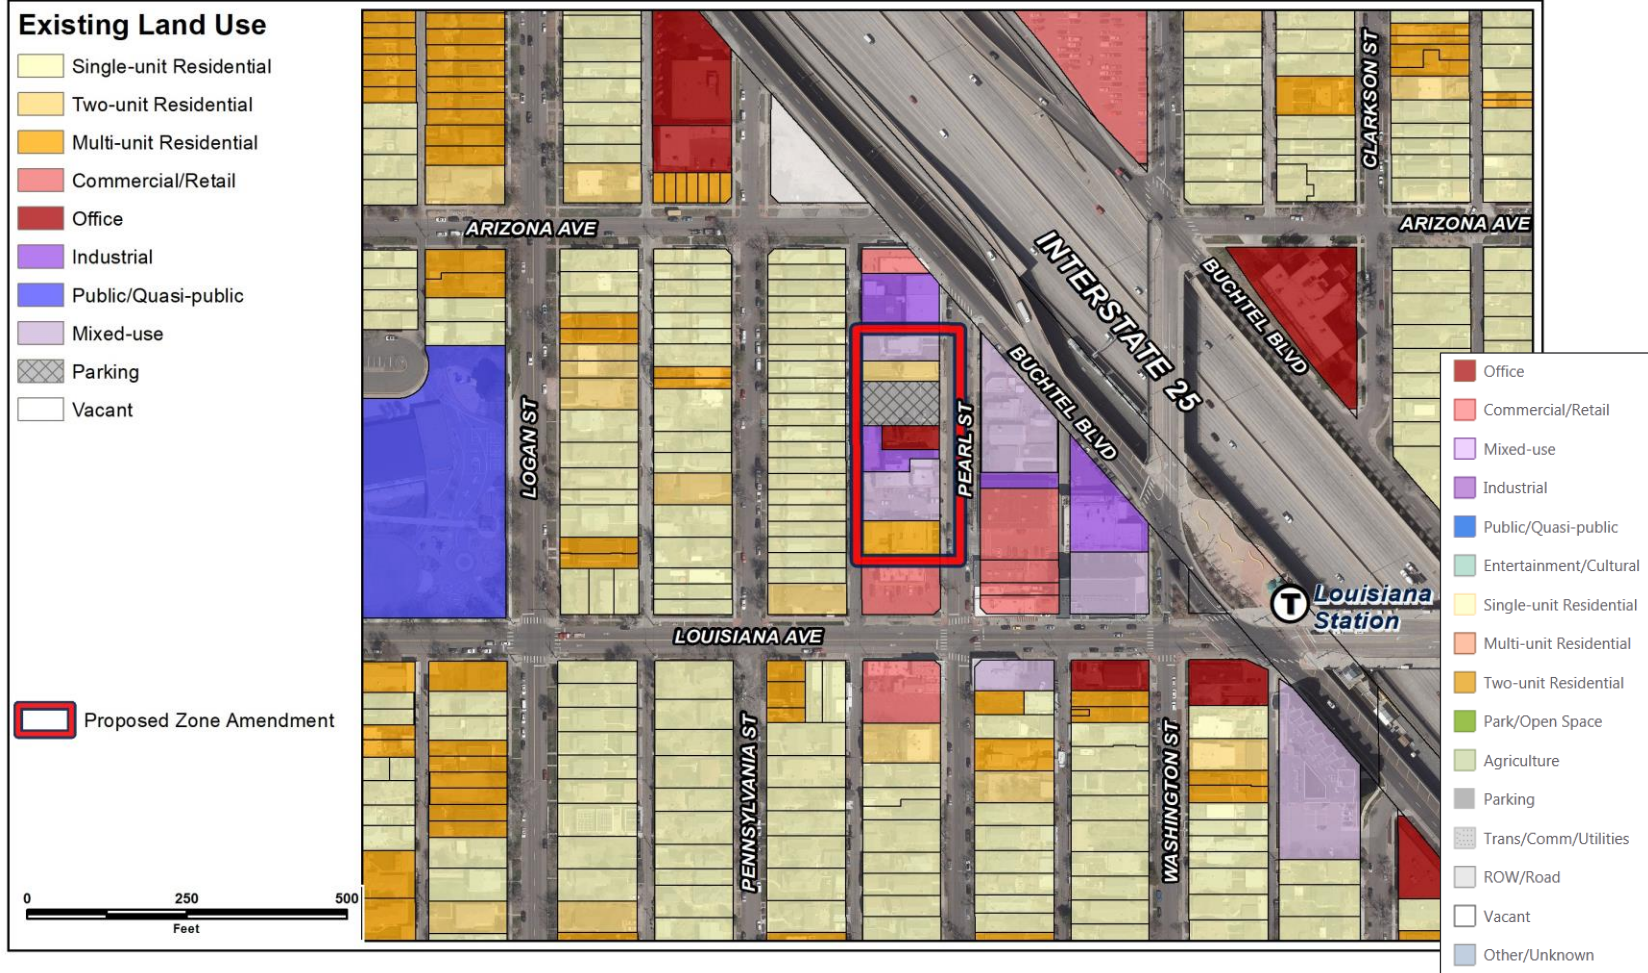 Existing Land Use
Single-unit Residential
Two-unit Residential
Multi-unit Residential
Commercial/Retail
Office
Industrial
Public/Quasi-public
Mixed-use
Parking
Vacant
Proposed Zone Amendment
0 250 500
Feet
CLARKSON ST
ARIZONA AVE
ARIZONA AVE
INTERSTATE 25
BUCHTEL BLVD
BUCHTEL BLVD
LOGAN ST
PEARL ST
Louisiana
Station
T
LOUISIANA AVE
PENNSYLVANIA ST
WASHINGTON ST
Office
Commercial/Retail
Mixed-use
Industrial
Public/Quasi-public
Entertainment/Cultural
Single-unit Residential
Multi-unit Residential
Two-unit Residential
Park/Open Space
Agriculture
Parking
Trans/Comm/Utilities
ROW/Road
Vacant
Other/Unknown